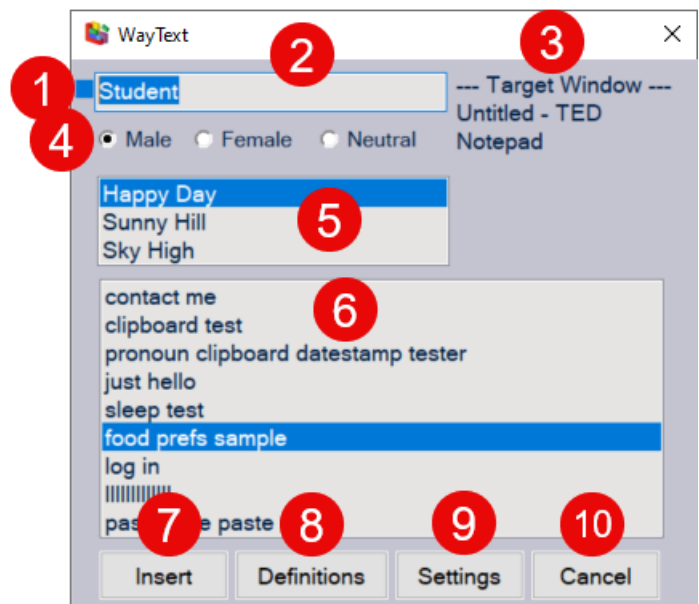 WayText
2
3
1
Student
--- Target Window ---
Untitled - TED
Notepad
4
Male Female Neutral
Happy Day
5
Sunny Hill
Sky High
contact me
6
clipboard test
pronoun clipboard datestamp tester
just hello
sleep test
food prefs sample
log in
paste
7 8 9 10
Insert Definitions Settings Cancel